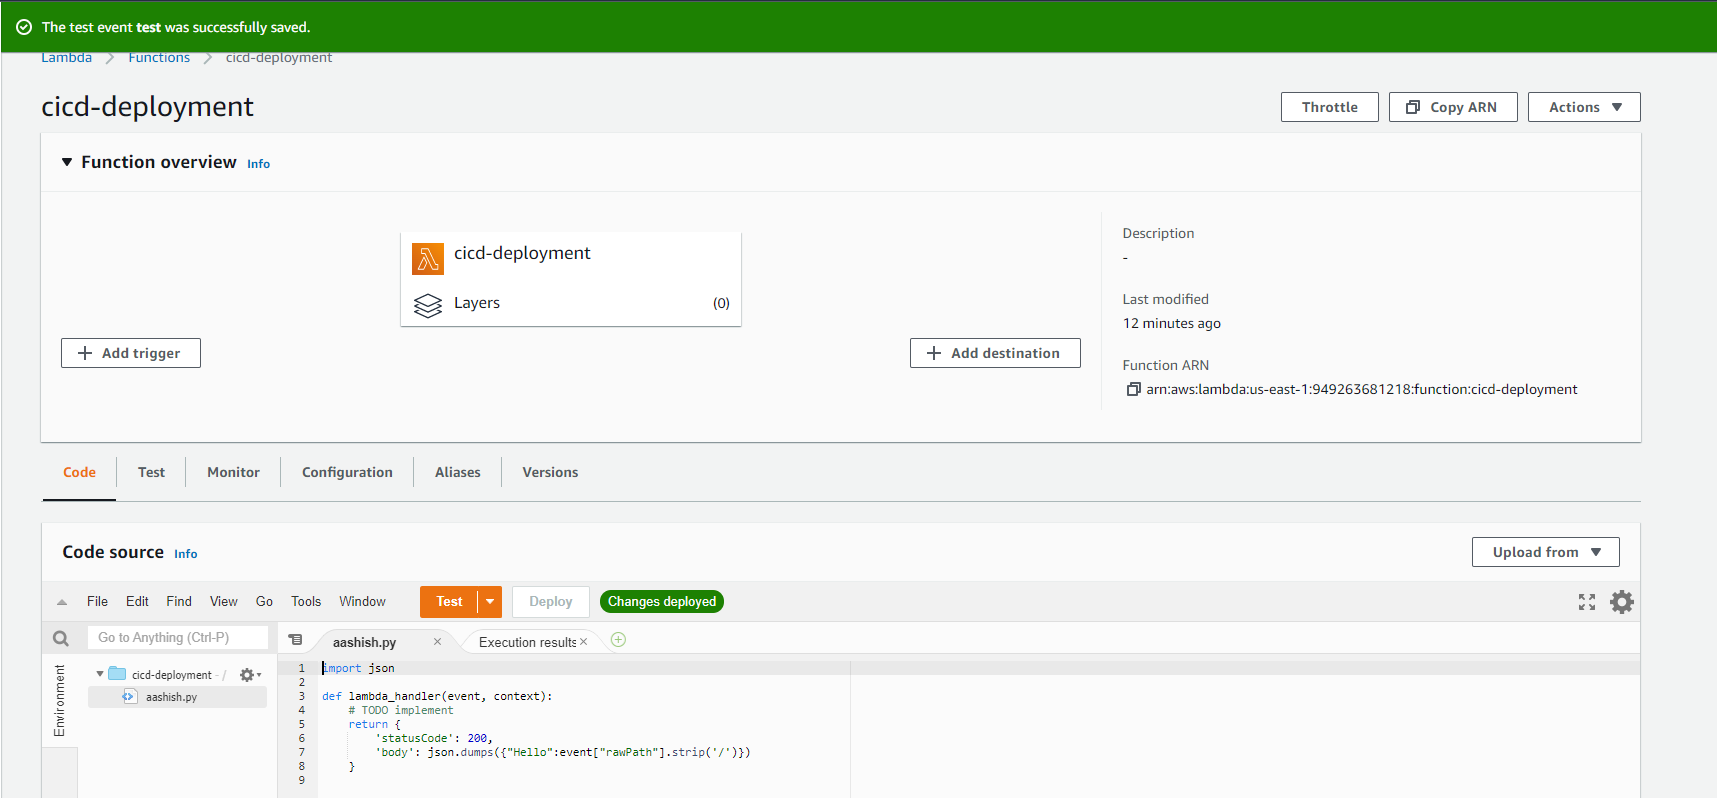 The test event test was successfully saved.
Lambda Functions cicd-deployment
cicd-deployment
Throttle Copy ARN Actions
Function overview Info
cicd-deployment
Layers (0)
Add trigger
Add destination
Description
-
Last modified
12 minutes ago
Function ARN
arn:aws:lambda:us-east-1:949263681218:function:cicd-deployment
Code Test Monitor Configuration Aliases Versions
Code source Info
Upload from
File Edit Find View Go Tools Window Test Deploy Changes deployed
Go to Anything (Ctrl-P)
Environment
cicd-deployment - /
aashish.py
aashish.py Execution results
1 import json
2
3 def lambda_handler(event, context):
4 # TODO implement
5 return {
6 'statusCode': 200,
7 'body': json.dumps({"Hello":event["rawPath"].strip('/')})
8 }
9